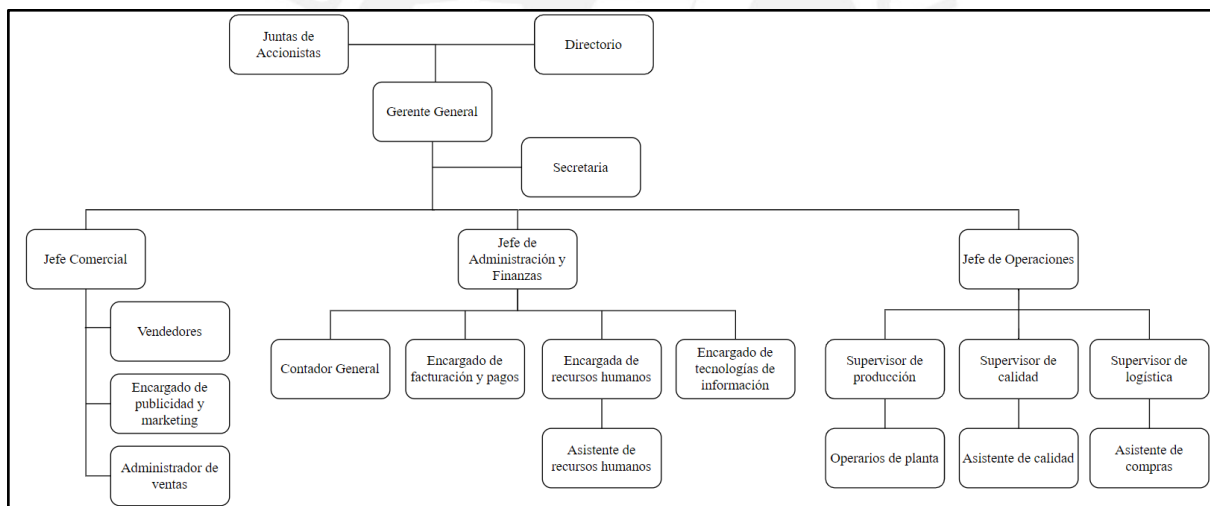 Juntas de
Accionistas
Directorio
Gerente General
Secretaria
Jefe Comercial
Jefe de
Administración y
Finanzas
Jefe de Operaciones
Vendedores
Encargado de
publicidad y
marketing
Administrador de
ventas
Contador General
Encargado de
facturación y pagos
Encargada de
recursos humanos
Encargado de
tecnologías de
información
Asistente de
recursos humanos
Supervisor de
producción
Supervisor de
calidad
Supervisor de
logística
Operarios de planta
Asistente de calidad
Asistente de
compras